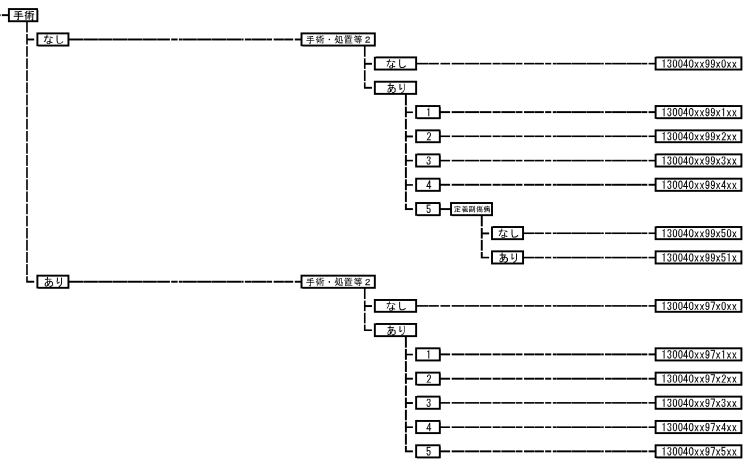 手術
なし 手術・処置等2
なし 130040xx99x0xx
あり
1 130040xx99x1xx
2 130040xx99x2xx
3 130040xx99x3xx
4 130040xx99x4xx
5 定義副傷病
なし 130040xx99x50x
あり 130040xx99x51x
あり 手術・処置等2
なし 130040xx97x0xx
あり
1 130040xx97x1xx
2 130040xx97x2xx
3 130040xx97x3xx
4 130040xx97x4xx
5 130040xx97x5xx